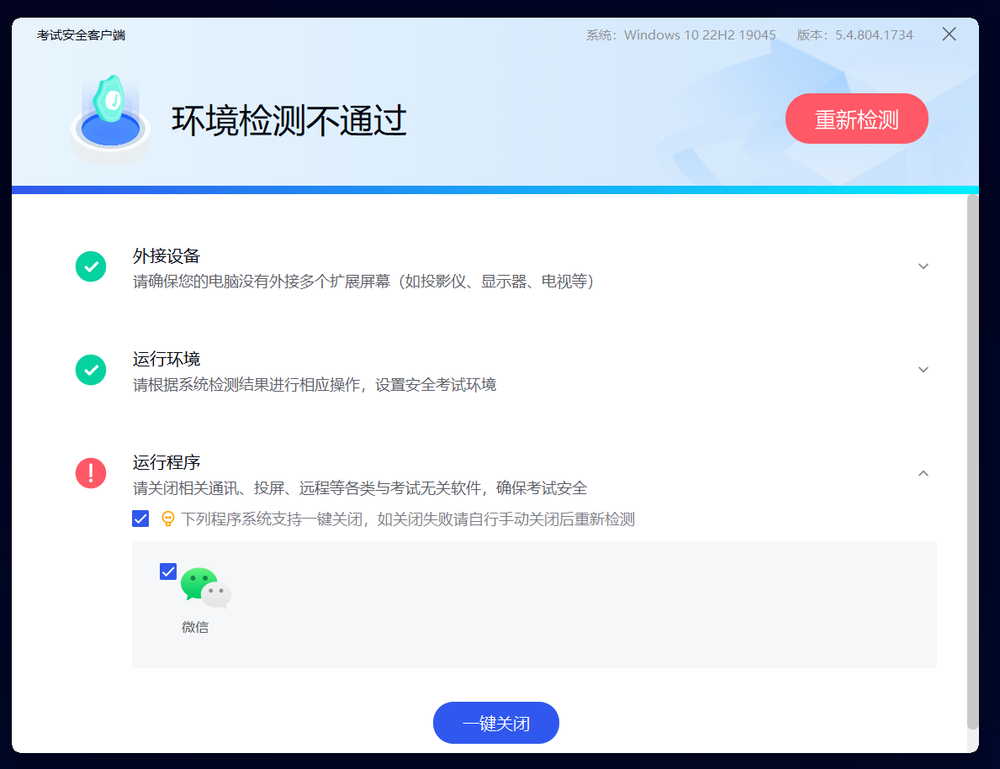 考试安全客户端
系统：Windows 10 22H2 19045 版本：5.4.804.1734
环境检测不通过
重新检测
外接设备
请确保您的电脑没有外接多个扩展屏幕（如投影仪、显示器、电视等）
运行环境
请根据系统检测结果进行相应操作，设置安全考试环境
运行程序
请关闭相关通讯、投屏、远程等各类与考试无关软件，确保考试安全
下列程序系统支持一键关闭，如关闭失败请自行手动关闭后重新检测
微信
一键关闭